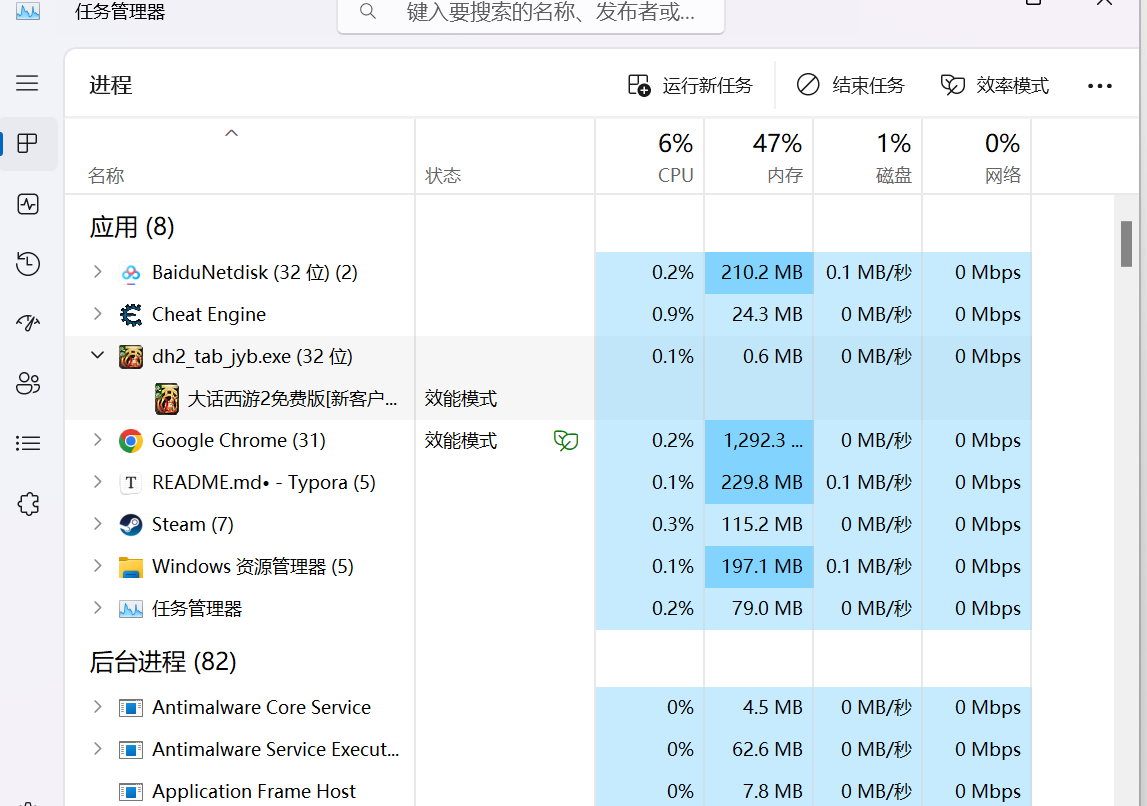 任务管理器 键入要搜索的名称、发布者或...
进程 运行新任务 结束任务 效率模式
6% 47% 1% 0%
名称 状态 CPU 内存 磁盘 网络
应用 (8)
BaiduNetdisk (32 位) (2) 0.2% 210.2 MB 0.1 MB/秒 0 Mbps
Cheat Engine 0.9% 24.3 MB 0 MB/秒 0 Mbps
dh2_tab_jyb.exe (32 位) 0.1% 0.6 MB 0 MB/秒 0 Mbps
大话西游2免费版[新客户... 效能模式
Google Chrome (31) 效能模式 0.2% 1,292.3 ... 0 MB/秒 0 Mbps
T README.md• - Typora (5) 0.1% 229.8 MB 0.1 MB/秒 0 Mbps
Steam (7) 0.3% 115.2 MB 0 MB/秒 0 Mbps
Windows 资源管理器 (5) 0.1% 197.1 MB 0.1 MB/秒 0 Mbps
任务管理器 0.2% 79.0 MB 0 MB/秒 0 Mbps
后台进程 (82)
Antimalware Core Service 0% 4.5 MB 0 MB/秒 0 Mbps
Antimalware Service Execut... 0% 62.6 MB 0 MB/秒 0 Mbps
Application Frame Host 0% 7.8 MB 0 MB/秒 0 Mbps